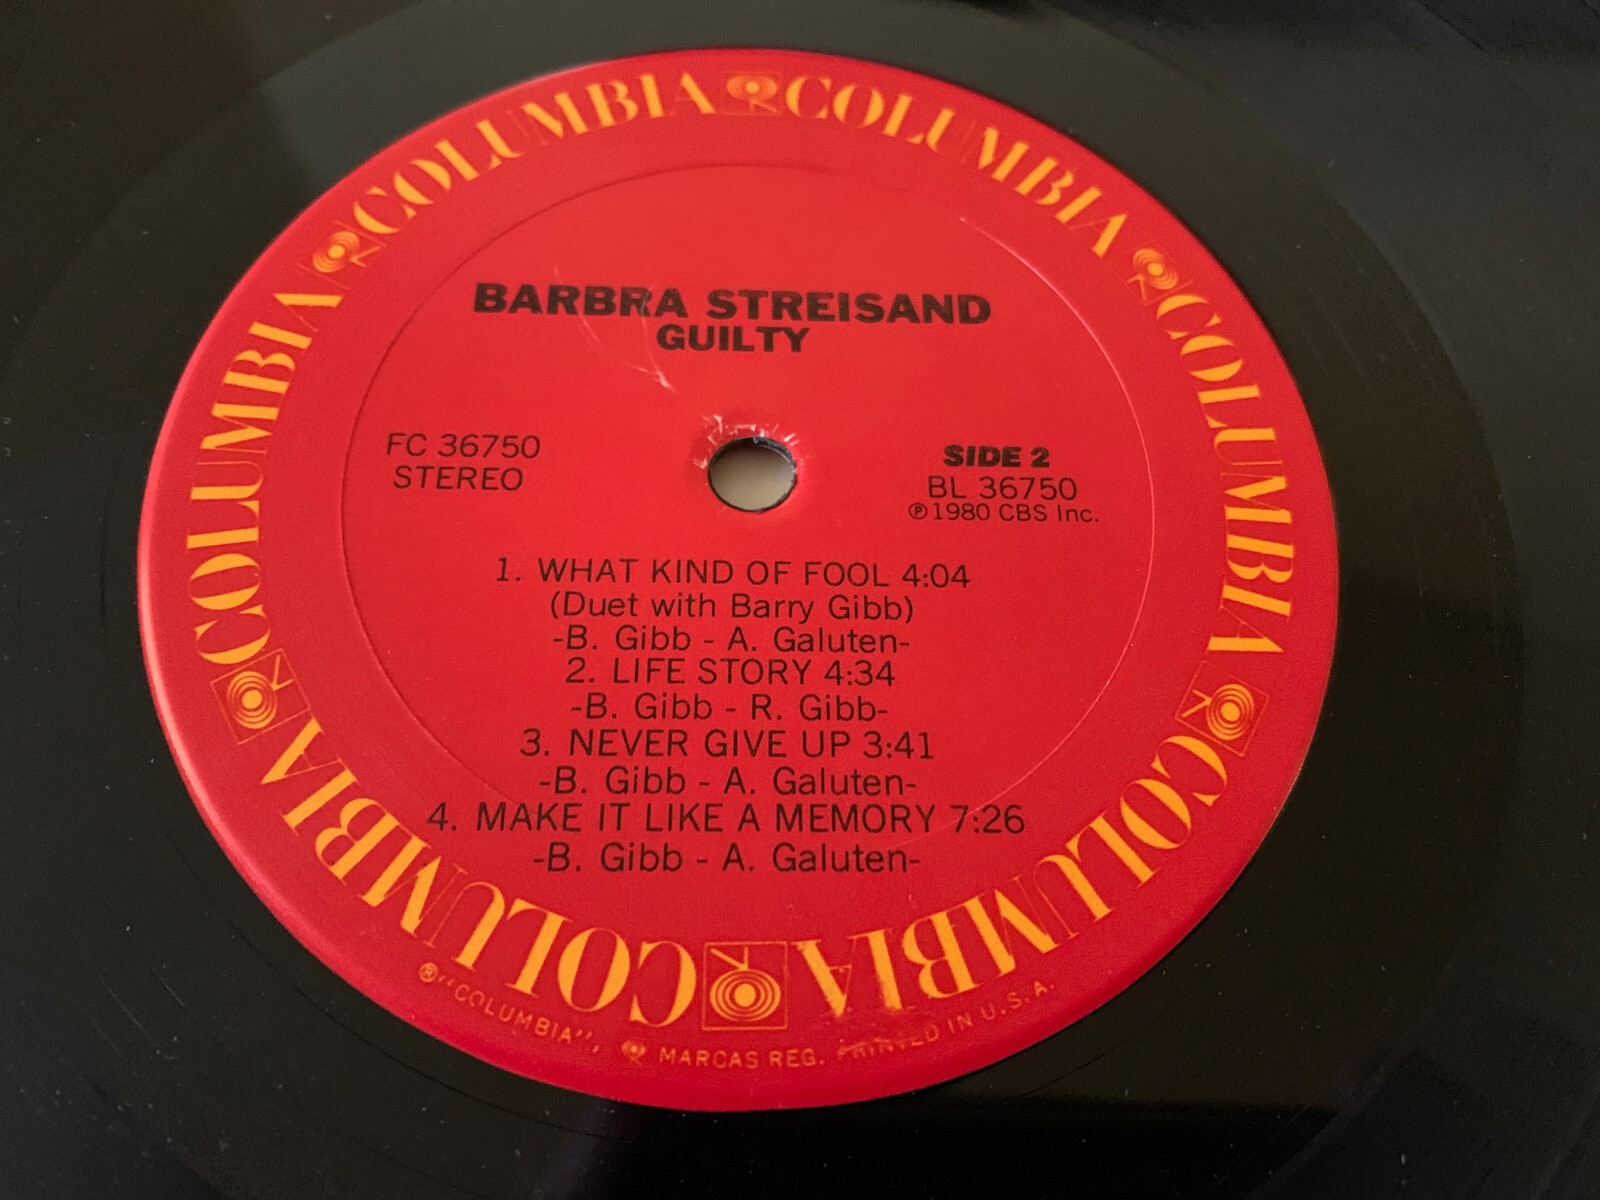 COLUMBIA COLUMBIA COLUMBIA COLUMBIA COLUMBIA COLUMBIA
BARBRA STREISAND
GUILTY
FC 36750
STEREO
SIDE 2
BL 36750
℗1980 CBS Inc.
1. WHAT KIND OF FOOL 4:04
(Duet with Barry Gibb)
-B. Gibb - A. Galuten-
2. LIFE STORY 4:34
-B. Gibb - R. Gibb-
3. NEVER GIVE UP 3:41
-B. Gibb - A. Galuten-
4. MAKE IT LIKE A MEMORY 7:26
-B. Gibb - A. Galuten-
®"COLUMBIA", MARCAS REG. PRINTED IN U.S.A.